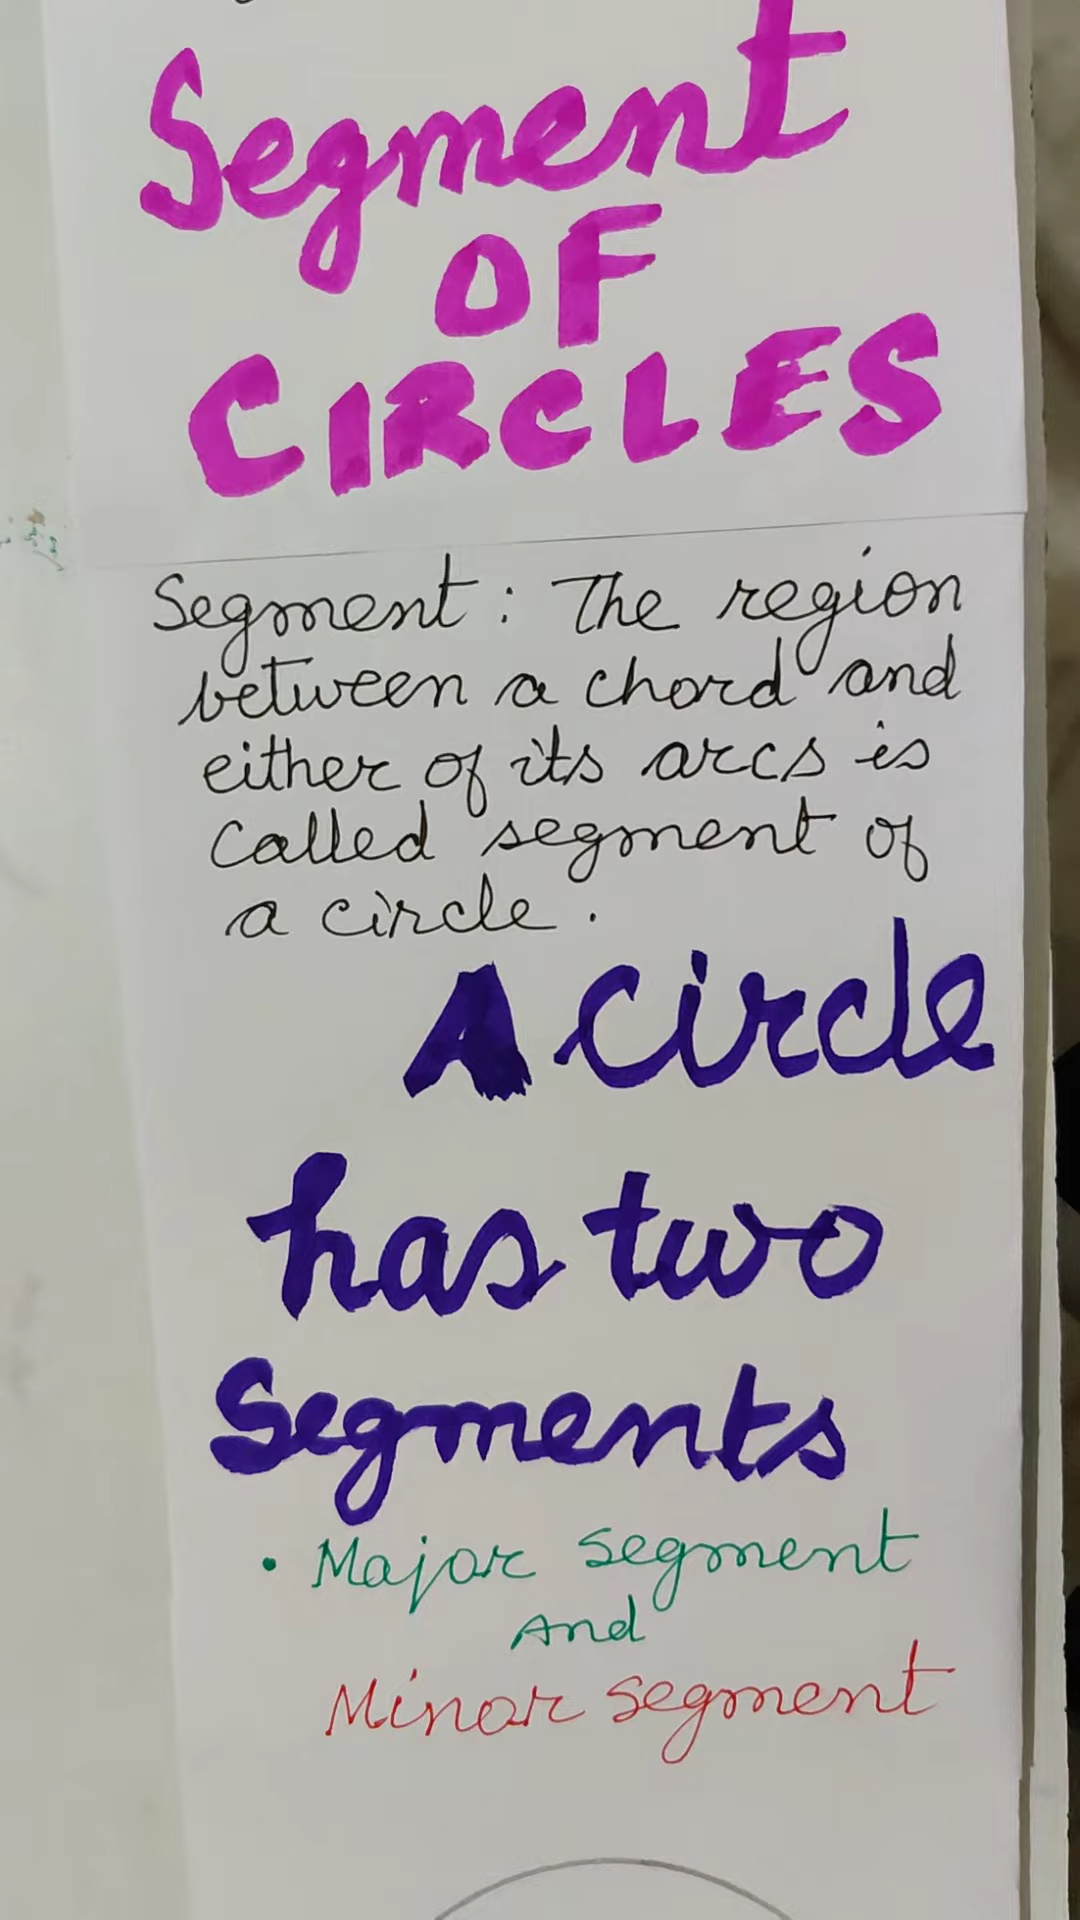 Segment
OF
CIRCLES
Segment : The region
between a chord and
either of its arcs is
called segment of
a circle .
A circle
has two
Segments
• Major segment
And
Minor segment